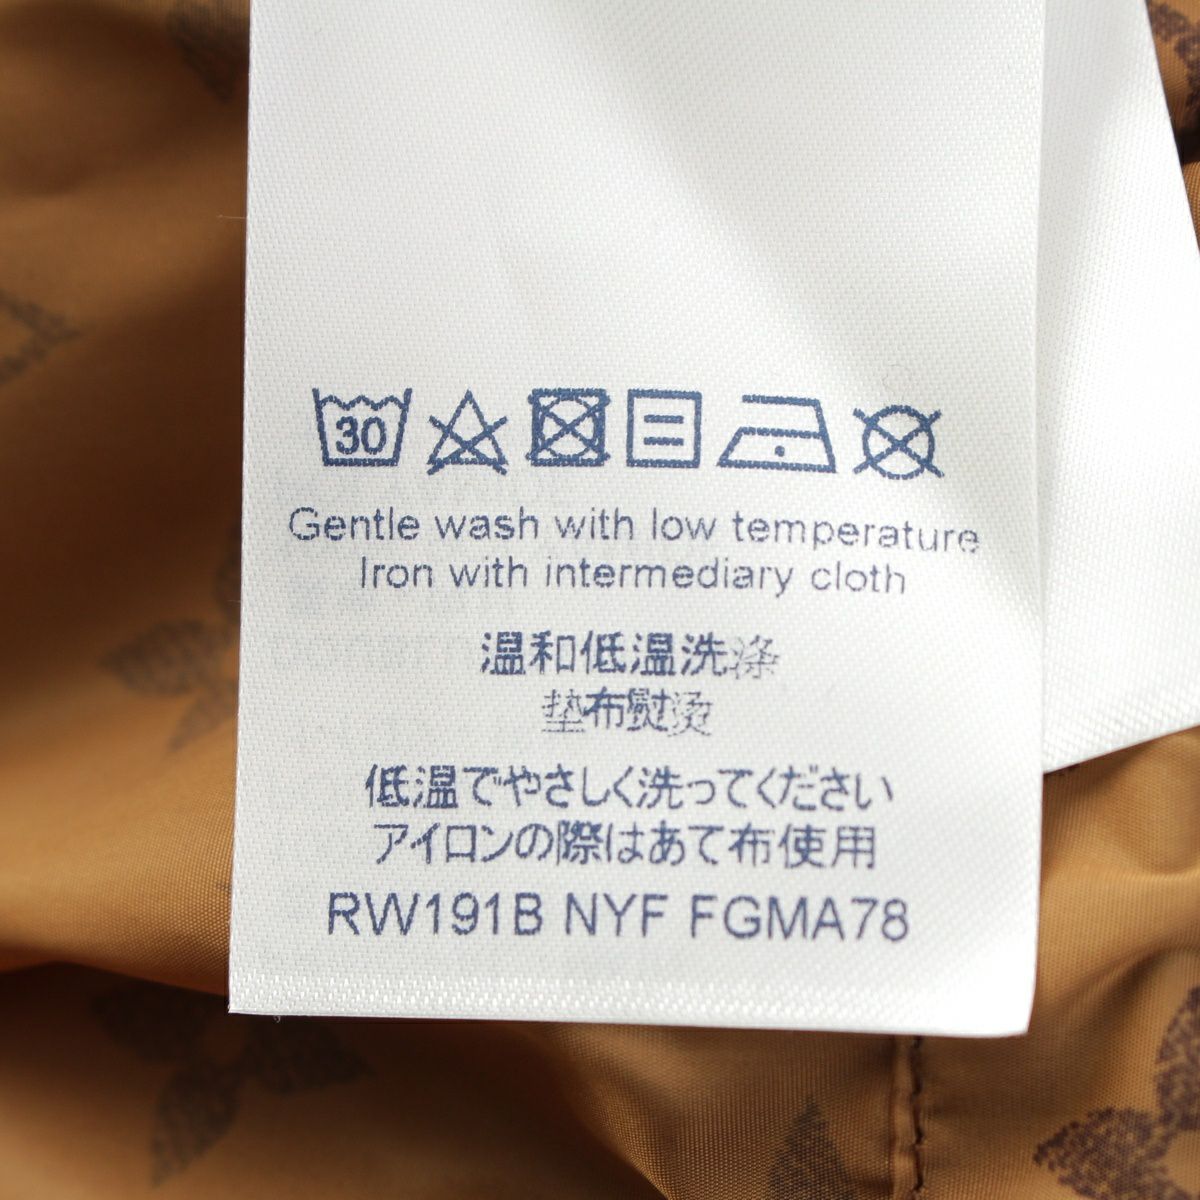 30
Gentle wash with low temperature
Iron with intermediary cloth
温和低温洗涤
垫布熨烫
低温でやさしく洗ってください
アイロンの際はあて布使用
RW191B NYF FGMA78